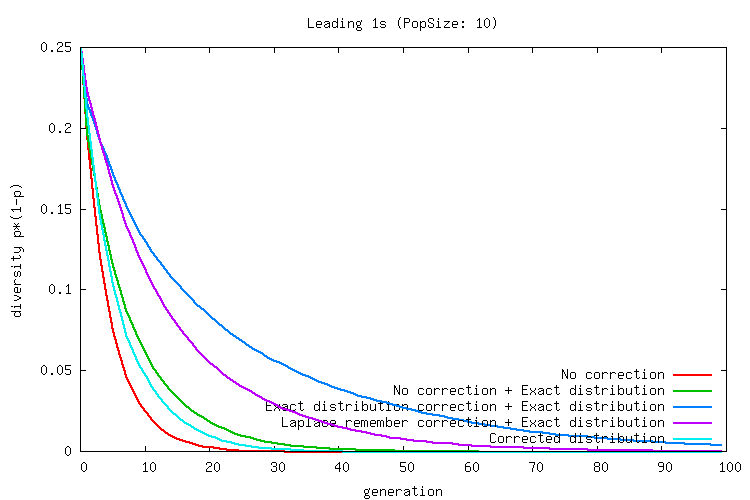 Leading 1s (PopSize: 10)
0.25
0.2
0.15
0.1
0.05
0
diversity p*(1-p)
No correction
No correction + Exact distribution
Exact distribution correction + Exact distribution
Laplace remember correction + Exact distribution
Corrected distribution
0 10 20 30 40 50 60 70 80 90 100
generation